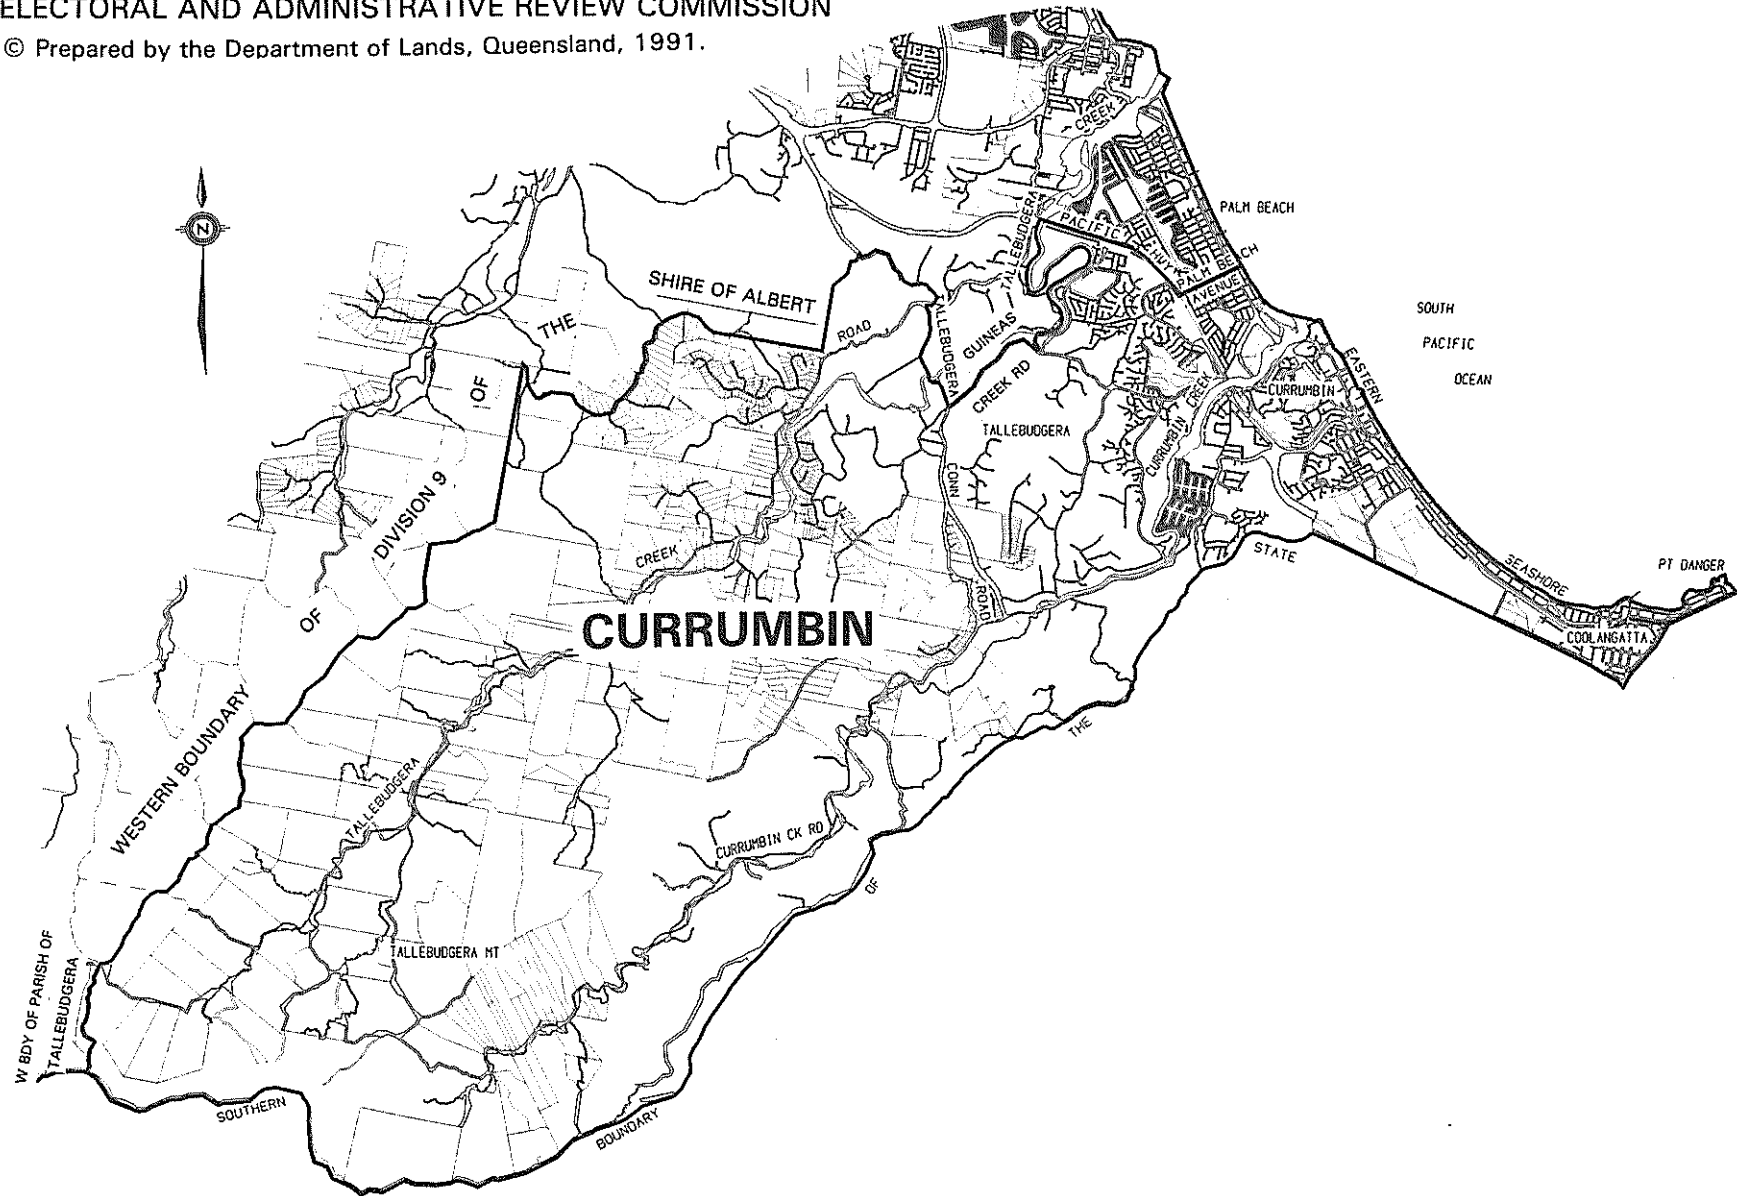 ELECTORAL AND ADMINISTRATIVE REVIEW COMMISSION
© Prepared by the Department of Lands, Queensland, 1991.
N
CREEK
PALM BEACH
PACIFIC
HWY
TALLEBUDGERA
PALM BEACH
AVENUE
SHIRE OF ALBERT
THE
ROAD
TALLEBUDGERA
GUINEAS
CREEK RD
SOUTH
PACIFIC
OCEAN
EASTERN
OF
CURRUMBIN
TALLEBUDGERA
CURRUMBIN
CREEK
CONN
ROAD
DIVISION 9
OF
CREEK
STATE
SEASHORE
PT DANGER
COOLANGATTA
CURRUMBIN
WESTERN BOUNDARY
THE
TALLEBUDGERA
CURRUMBIN CK RD
OF
TALLEBUDGERA MT
W BDY OF PARISH OF
TALLEBUDGERA
SOUTHERN
BOUNDARY